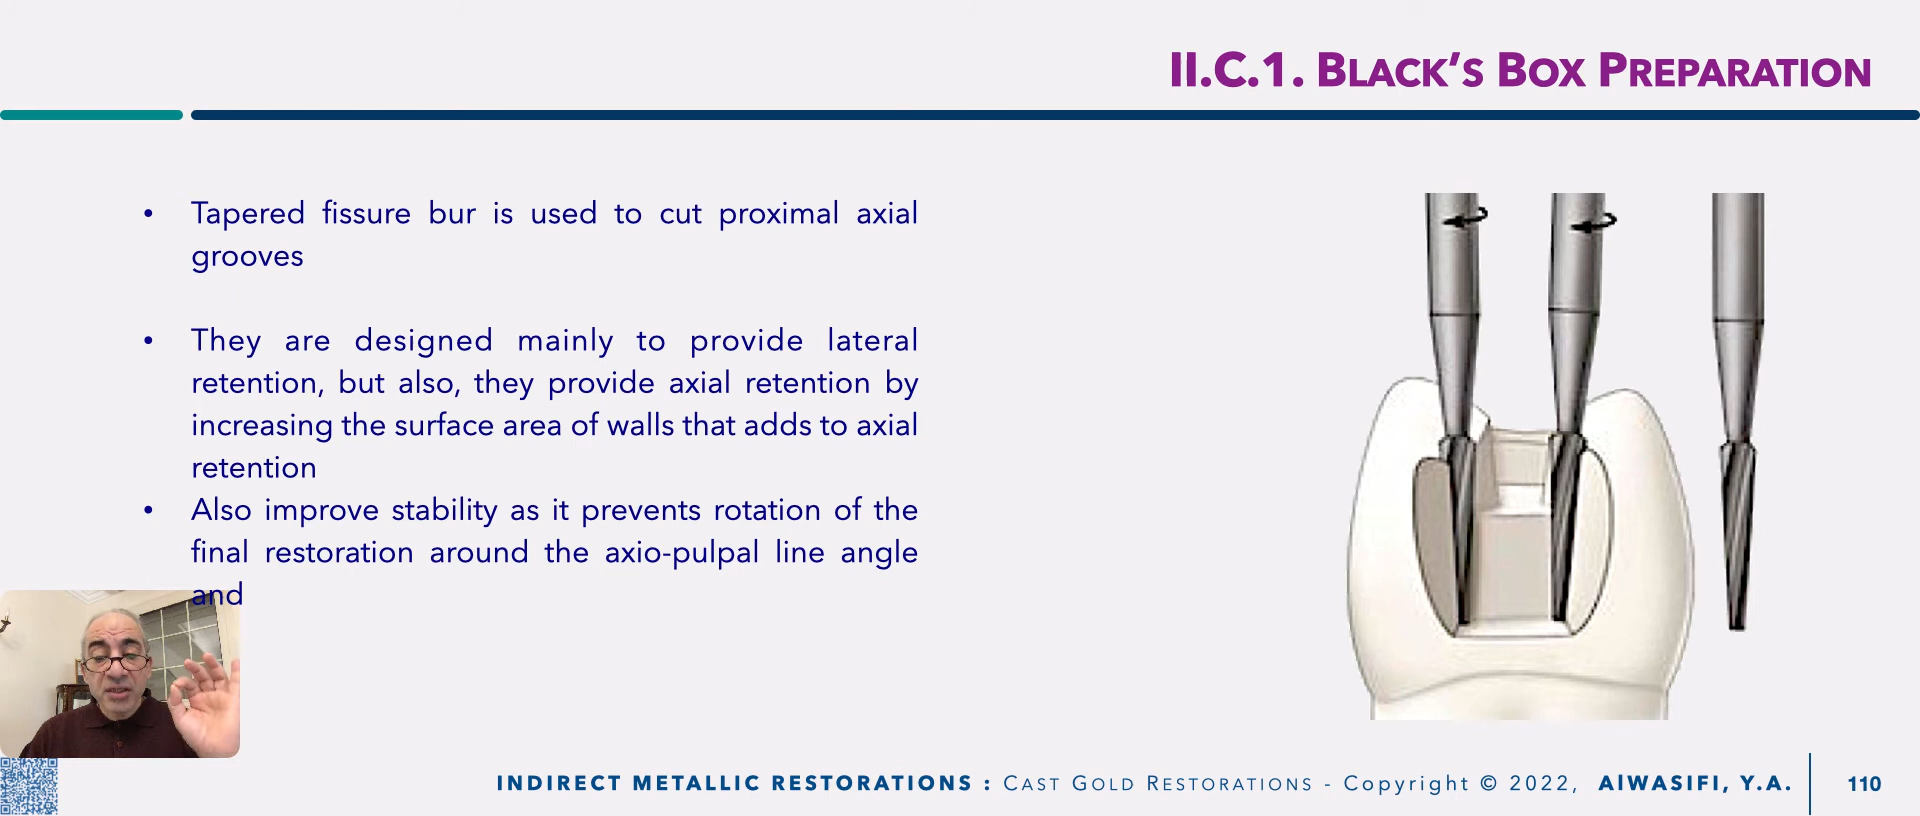 II.C.1. BLACK'S BOX PREPARATION
• Tapered fissure bur is used to cut proximal axial
grooves
• They are designed mainly to provide lateral
retention, but also, they provide axial retention by
increasing the surface area of walls that adds to axial
retention
• Also improve stability as it prevents rotation of the
final restoration around the axio-pulpal line angle
and
INDIRECT METALLIC RESTORATIONS : CAST GOLD RESTORATIONS - Copyright © 2022, AlWASIFI, Y.A. 110